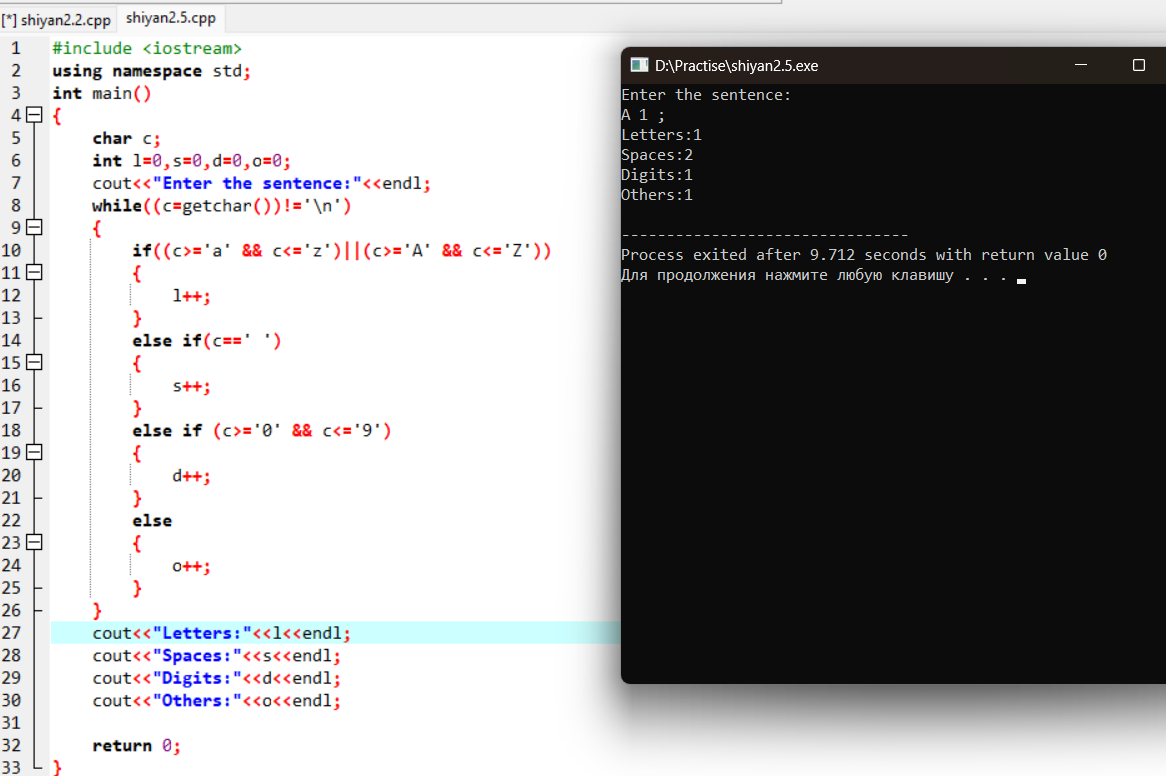 [*] shiyan2.2.cpp shiyan2.5.cpp
1 #include <iostream>
2 using namespace std;
3 int main()
4 {
5 char c;
6 int l=0,s=0,d=0,o=0;
7 cout<<"Enter the sentence:"<<endl;
8 while((c=getchar())!='\n')
9 {
10 if((c>='a' && c<='z')||(c>='A' && c<='Z'))
11 {
12 l++;
13 }
14 else if(c==' ')
15 {
16 s++;
17 }
18 else if (c>='0' && c<='9')
19 {
20 d++;
21 }
22 else
23 {
24 o++;
25 }
26 }
27 cout<<"Letters:"<<l<<endl;
28 cout<<"Spaces:"<<s<<endl;
29 cout<<"Digits:"<<d<<endl;
30 cout<<"Others:"<<o<<endl;
31
32 return 0;
33 }
D:\Practise\shiyan2.5.exe
Enter the sentence:
A 1 ;
Letters:1
Spaces:2
Digits:1
Others:1
--------------------------------
Process exited after 9.712 seconds with return value 0
Для продолжения нажмите любую клавишу . . .